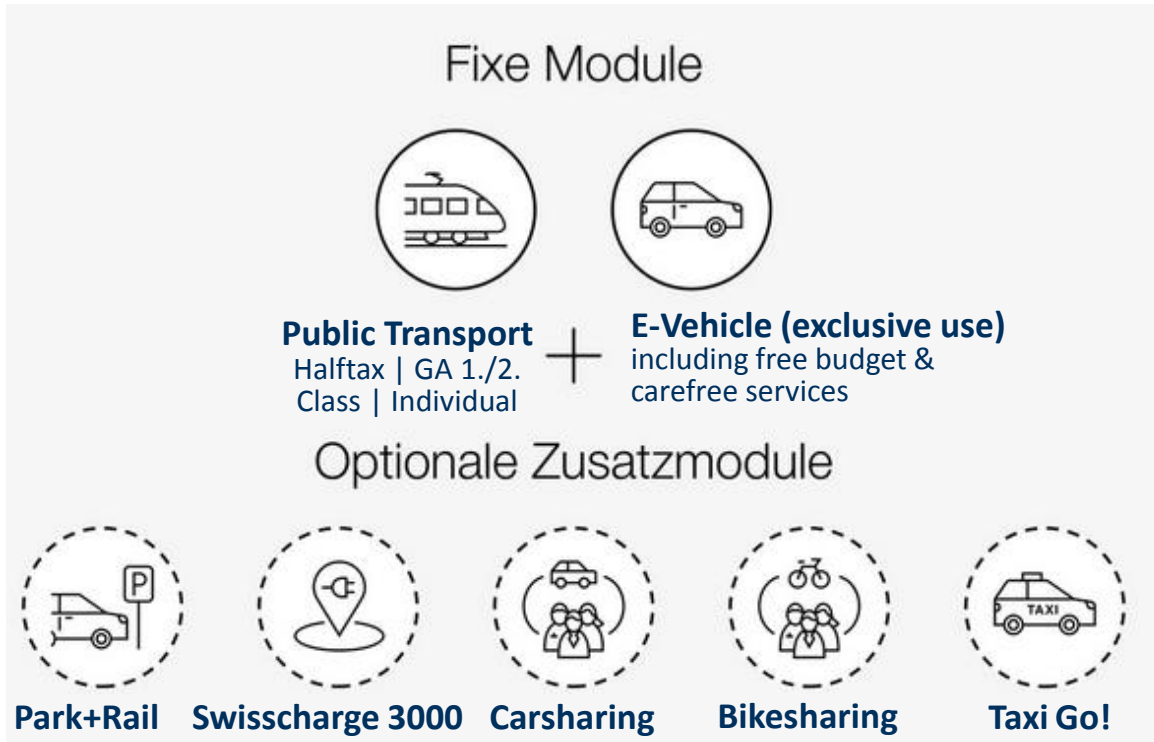 Fixe Module
Public Transport
Halftax | GA 1./2.
Class | Individual
E-Vehicle (exclusive use)
including free budget &
carefree services
Optionale Zusatzmodule
P
TAXI
Park+Rail
Swisscharge 3000
Carsharing
Bikesharing
Taxi Go!